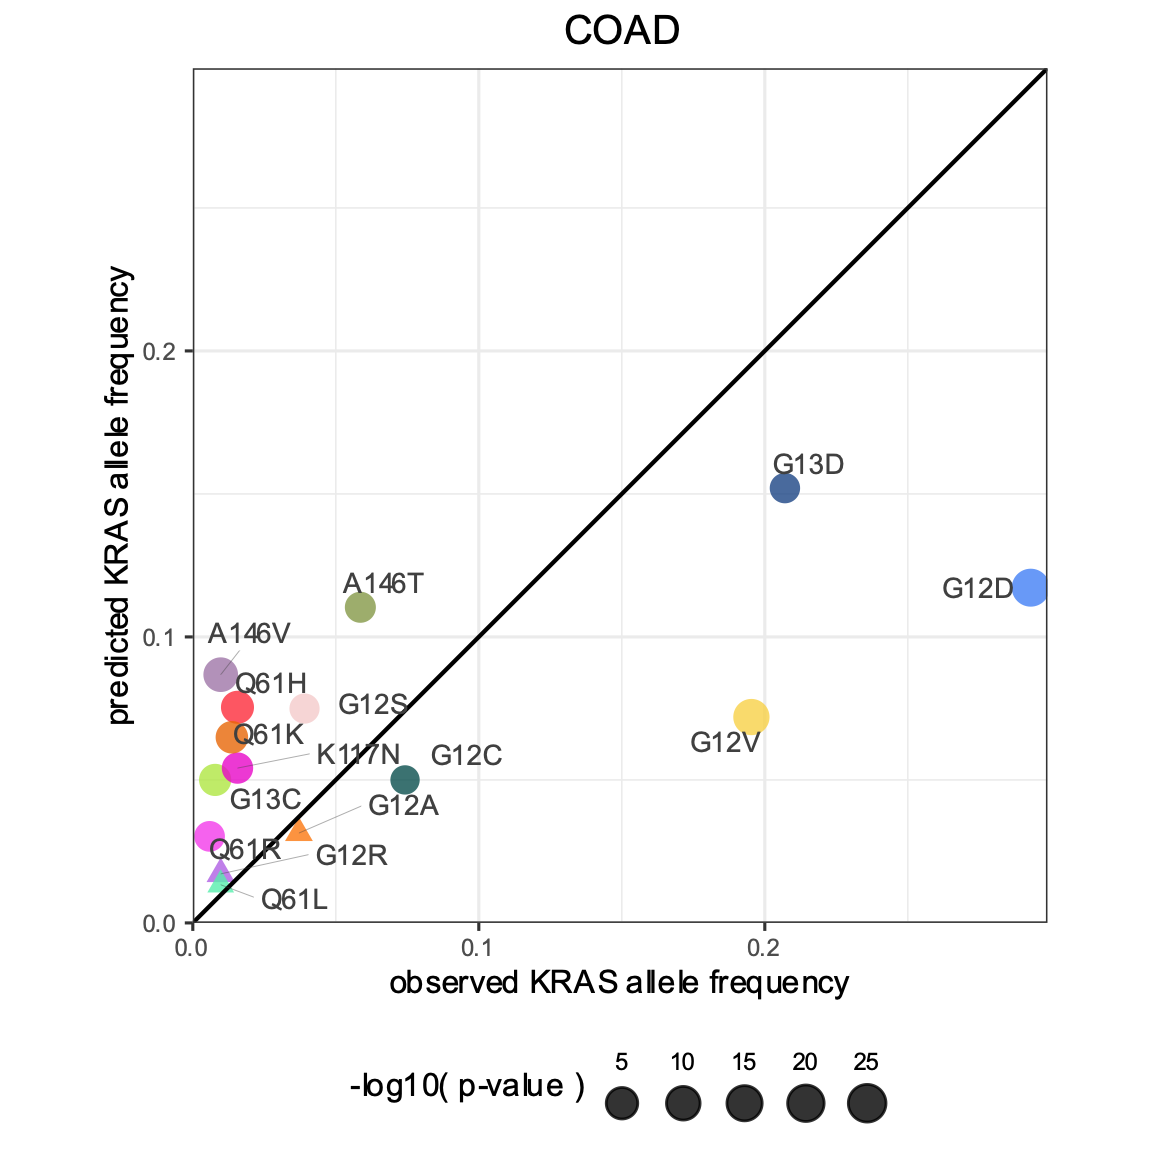 COAD
predicted KRAS allele frequency
0.2
0.1
0.0
G13D
A146T
G12D
A146V
Q61H
G12S
Q61K
G12V
K117N
G12C
G13C
G12A
Q61R
G12R
Q61L
0.0 0.1 0.2
observed KRAS allele frequency
5 10 15 20 25
-log10( p-value )